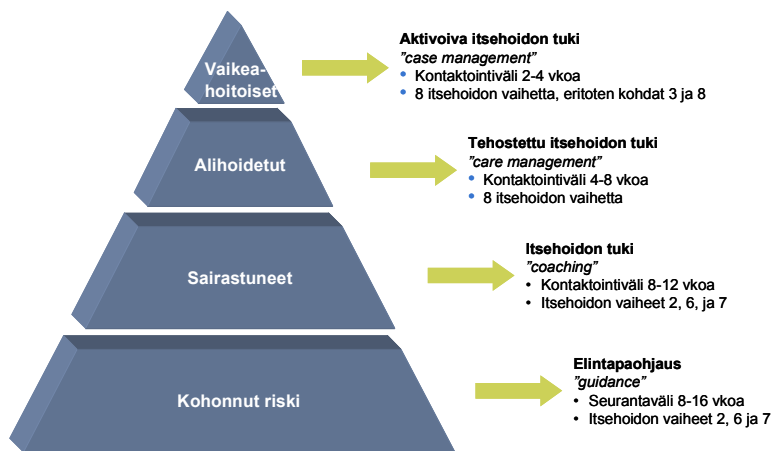 Vaikea-
hoitoiset
Aktivoiva itsehoidon tuki
"case management"
• Kontaktointiväli 2-4 vkoa
• 8 itsehoidon vaihetta, eritoten kohdat 3 ja 8
Alihoidetut
Tehostettu itsehoidon tuki
"care management"
• Kontaktointiväli 4-8 vkoa
• 8 itsehoidon vaihetta
Sairastuneet
Itsehoidon tuki
"coaching"
• Kontaktointiväli 8-12 vkoa
• Itsehoidon vaiheet 2, 6, ja 7
Kohonnut riski
Elintapaohjaus
"guidance"
• Seurantaväli 8-16 vkoa
• Itsehoidon vaiheet 2, 6 ja 7